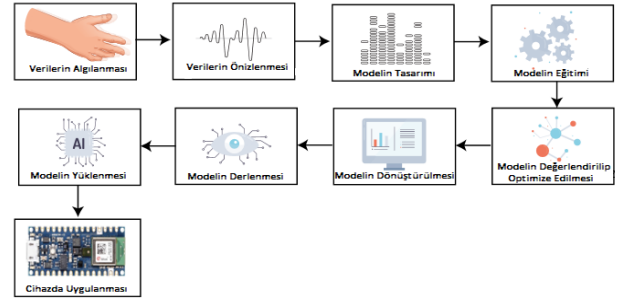 Verilerin Algılanması
Verilerin Önizlenmesi
Modelin Tasarımı
Modelin Eğitimi
Modelin Değerlendirilip
Optimize Edilmesi
Modelin Dönüştürülmesi
Modelin Derlenmesi
AI
Modelin Yüklenmesi
Cihazda Uygulanması